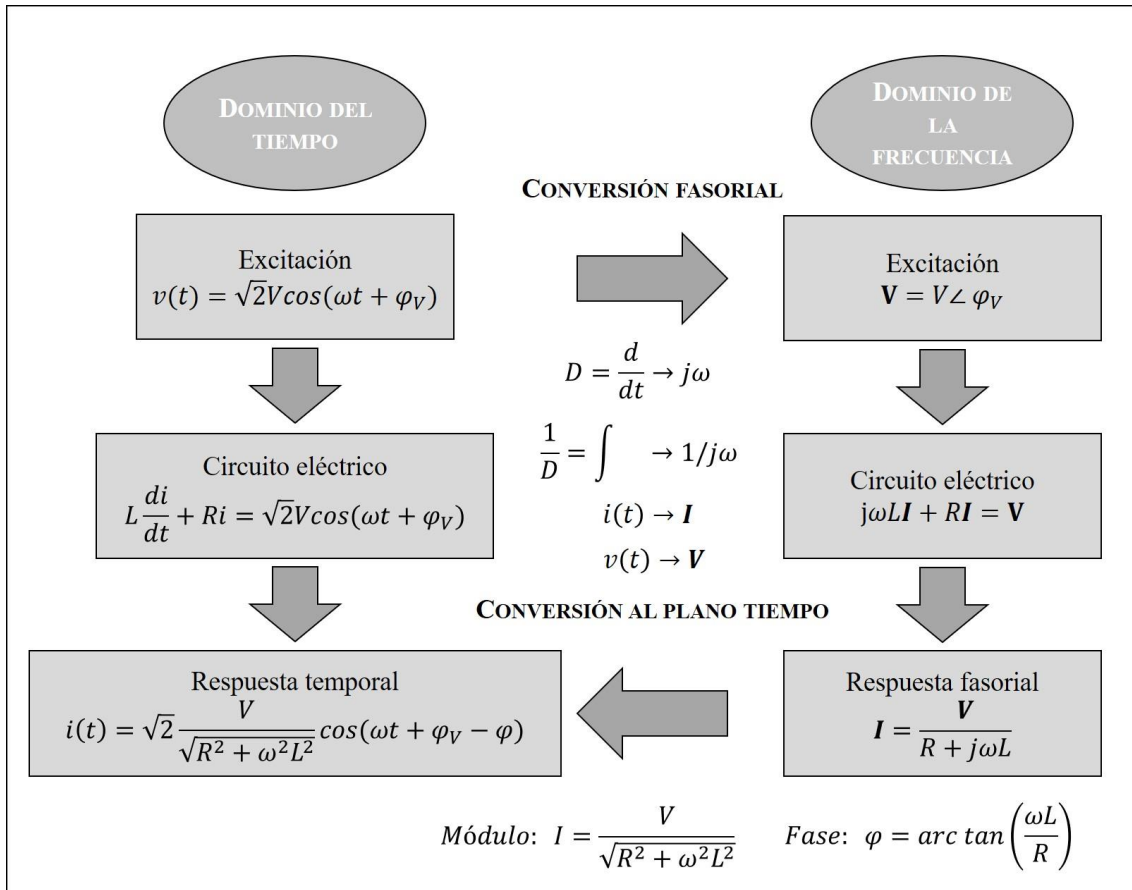 DOMINIO DEL
TIEMPO
DOMINIO DE
LA
FRECUENCIA
CONVERSIÓN FASORIAL
Excitación
v(t) = √2Vcos(ωt + φ_V)
Excitación
V = V∠ φ_V
D = d/dt → jω
1/D = ∫ → 1/jω
i(t) → I
v(t) → V
Circuito eléctrico
L di/dt + Ri = √2Vcos(ωt + φ_V)
Circuito eléctrico
jωLI + RI = V
CONVERSIÓN AL PLANO TIEMPO
Respuesta temporal
i(t) = √2 V/√(R² + ω²L²) cos(ωt + φ_V − φ)
Respuesta fasorial
I = V/(R + jωL)
Módulo: I = V/√(R² + ω²L²) Fase: φ = arc tan(ωL/R)